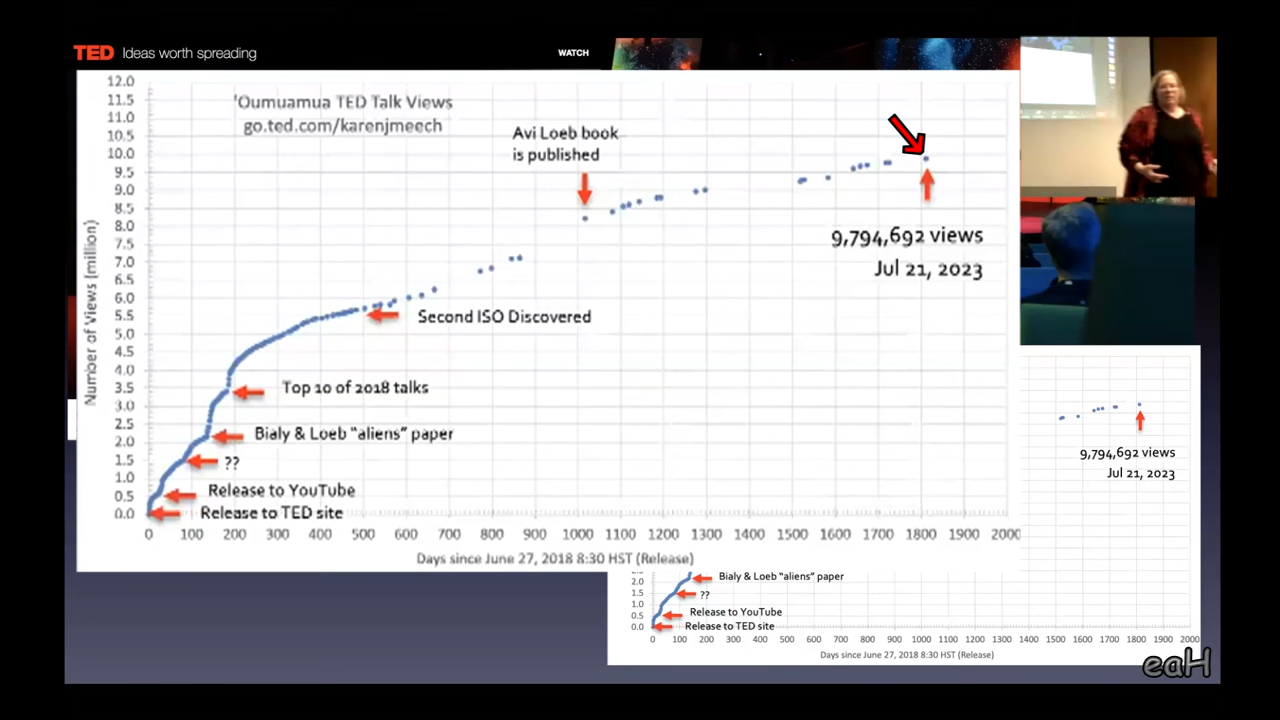 TED Ideas worth spreading
WATCH
'Oumuamua TED Talk Views
go.ted.com/karenjmeech
Number of Views (million)
12.0
11.5
11.0
10.5
10.0
9.5
9.0
8.5
8.0
7.5
7.0
6.5
6.0
5.5
5.0
4.5
4.0
3.5
3.0
2.5
2.0
1.5
1.0
0.5
0.0
Avi Loeb book
is published
9,794,692 views
Jul 21, 2023
Second ISO Discovered
Top 10 of 2018 talks
Bialy & Loeb "aliens" paper
??
Release to YouTube
Release to TED site
0 100 200 300 400 500 600 700 800 900 1000 1100 1200 1300 1400 1500 1600 1700 1800 1900 2000
Days since June 27, 2018 8:30 HST (Release)
9,794,692 views
Jul 21, 2023
2.0
1.5
1.0
0.5
0.0
Bialy & Loeb "aliens" paper
??
Release to YouTube
Release to TED site
0 100 200 300 400 500 600 700 800 900 1000 1100 1200 1300 1400 1500 1600 1700 1800 1900 2000
Days since June 27, 2018 8:30 HST (Release)
eaH